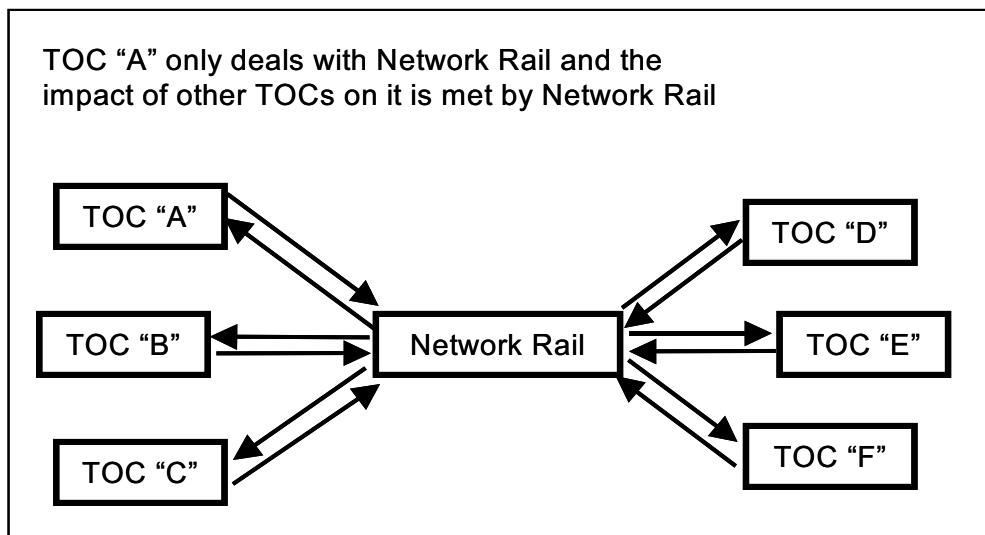 TOC “A” only deals with Network Rail and the
impact of other TOCs on it is met by Network Rail
TOC “A”
TOC “D”
TOC “B”
Network Rail
TOC “E”
TOC “C”
TOC “F”